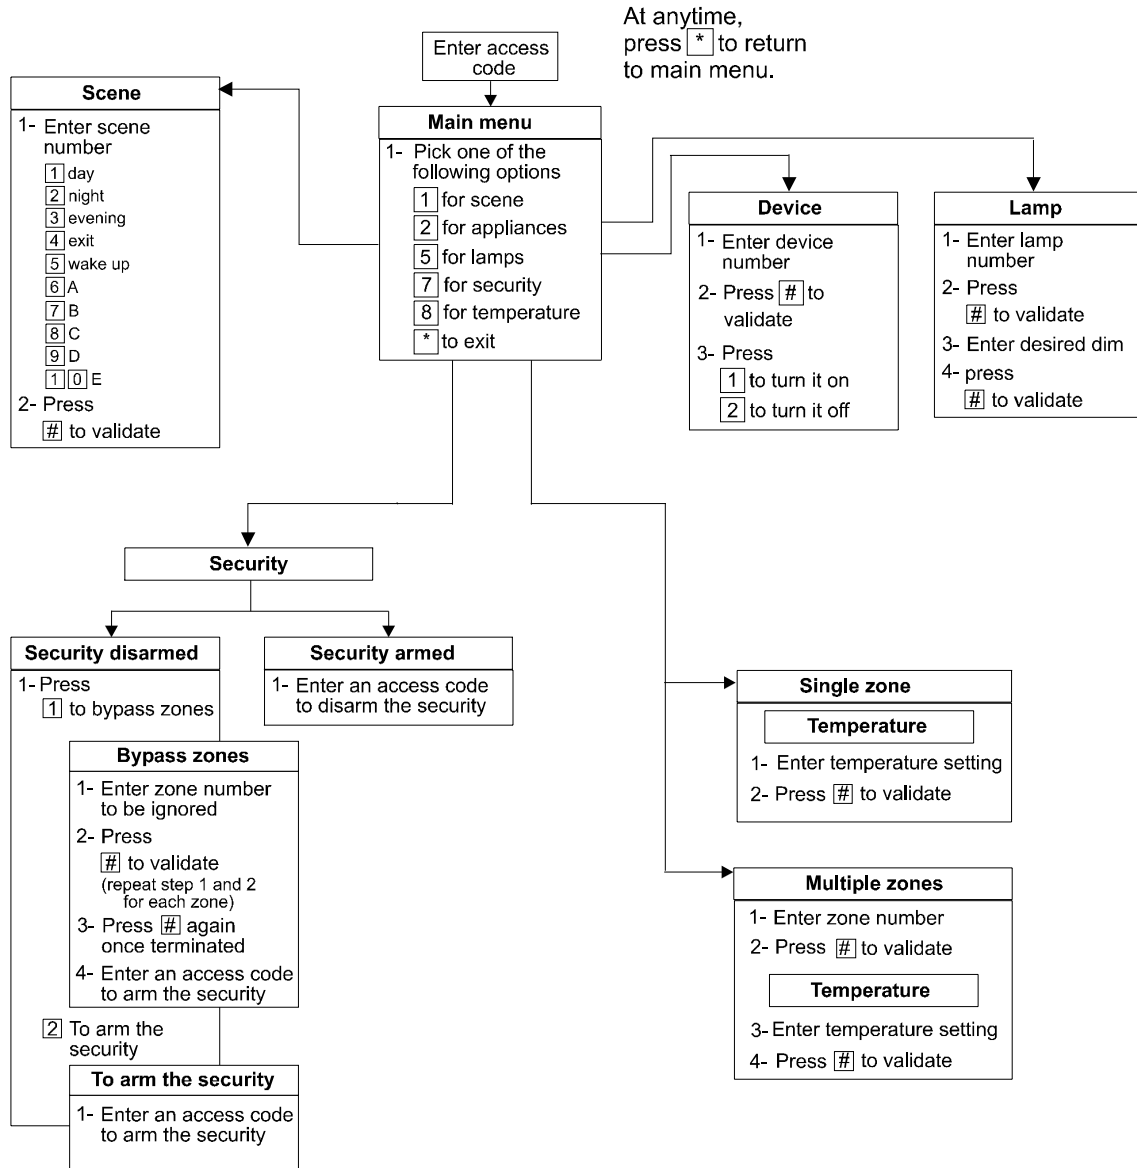 At anytime,
press * to return
to main menu.
Enter access
code
Scene
1- Enter scene
number
1 day
2 night
3 evening
4 exit
5 wake up
6 A
7 B
8 C
9 D
1 0 E
2- Press
# to validate
Main menu
1- Pick one of the
following options
1 for scene
2 for appliances
5 for lamps
7 for security
8 for temperature
* to exit
Device
1- Enter device
number
2- Press # to
validate
3- Press
1 to turn it on
2 to turn it off
Lamp
1- Enter lamp
number
2- Press
# to validate
3- Enter desired dim
4- press
# to validate
Security
Security disarmed
1- Press
1 to bypass zones
Bypass zones
1- Enter zone number
to be ignored
2- Press
# to validate
(repeat step 1 and 2
for each zone)
3- Press # again
once terminated
4- Enter an access code
to arm the security
2 To arm the
security
To arm the security
1- Enter an access code
to arm the security
Security armed
1- Enter an access code
to disarm the security
Single zone
Temperature
1- Enter temperature setting
2- Press # to validate
Multiple zones
1- Enter zone number
2- Press # to validate
Temperature
3- Enter temperature setting
4- Press # to validate